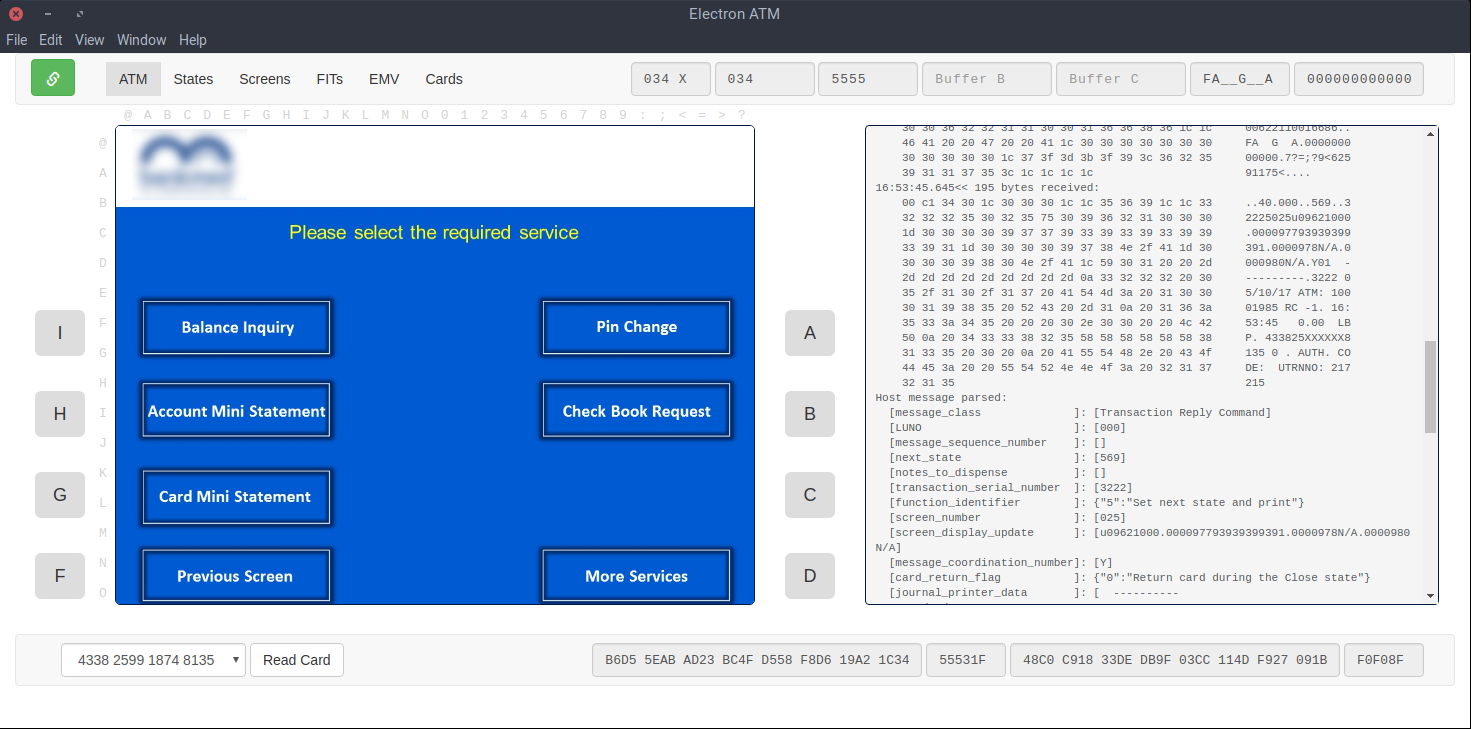 Electron ATM
File Edit View Window Help
ATM States Screens FITs EMV Cards 034 X 034 5555 Buffer B Buffer C FA__G__A 000000000000
@ A B C D E F G H I J K L M N O 0 1 2 3 4 5 6 7 8 9 : ; < = > ?
@
A
B
C
D
E
F
G
H
I
J
K
L
M
N
O
Please select the required service
I Balance Inquiry Pin Change A
H Account Mini Statement Check Book Request B
G Card Mini Statement C
F Previous Screen More Services D
30 30 36 32 32 31 31 30 30 31 36 36 38 36 1c 1c 00622110016686..
46 41 20 20 47 20 20 41 1c 30 30 30 30 30 30 30 FA  G  A.0000000
30 30 30 30 30 1c 37 3f 3d 3b 3f 39 3c 36 32 35 00000.7?=;?9<625
39 31 31 37 35 3c 1c 1c 1c 1c 91175<....
16:53:45.645<< 195 bytes received:
00 c1 34 30 1c 30 30 30 1c 1c 35 36 39 1c 1c 33 ..40.000..569..3
32 32 32 35 30 32 35 75 30 39 36 32 31 30 30 30 2225025u09621000
1d 30 30 30 30 39 37 37 39 33 39 39 33 39 39 39 .000097793939399
33 39 31 1d 30 30 30 30 39 37 38 4e 2f 41 1d 30 391.0000978N/A.0
30 30 30 39 38 30 4e 2f 41 1c 59 30 31 20 20 2d 000980N/A.Y01  -
2d 2d 2d 2d 2d 2d 2d 2d 2d 0a 33 32 32 32 20 30 ---------.3222 0
35 2f 31 30 2f 31 37 20 41 54 4d 3a 20 31 30 30 5/10/17 ATM: 100
30 31 39 38 35 20 52 43 20 2d 31 0a 20 31 36 3a 01985 RC -1. 16:
35 33 3a 34 35 20 20 20 30 2e 30 30 20 20 4c 42 53:45   0.00  LB
50 0a 20 34 33 33 38 32 35 58 58 58 58 58 58 38 P. 433825XXXXXX8
31 33 35 20 30 20 0a 20 41 55 54 48 2e 20 43 4f 135 0 . AUTH. CO
44 45 3a 20 20 55 54 52 4e 4e 4f 3a 20 32 31 37 DE:  UTRNNO: 217
32 31 35 215
Host message parsed:
[message_class ]: [Transaction Reply Command]
[LUNO ]: [000]
[message_sequence_number ]: []
[next_state ]: [569]
[notes_to_dispense ]: []
[transaction_serial_number ]: [3222]
[function_identifier ]: {"5":"Set next state and print"}
[screen_number ]: [025]
[screen_display_update ]: [u09621000.000097793939399391.0000978N/A.0000980
N/A]
[message_coordination_number]: [Y]
[card_return_flag ]: {"0":"Return card during the Close state"}
[journal_printer_data ]: [  ----------
4338 2599 1874 8135 Read Card B6D5 5EAB AD23 BC4F D558 F8D6 19A2 1C34 55531F 48C0 C918 33DE DB9F 03CC 114D F927 091B F0F08F